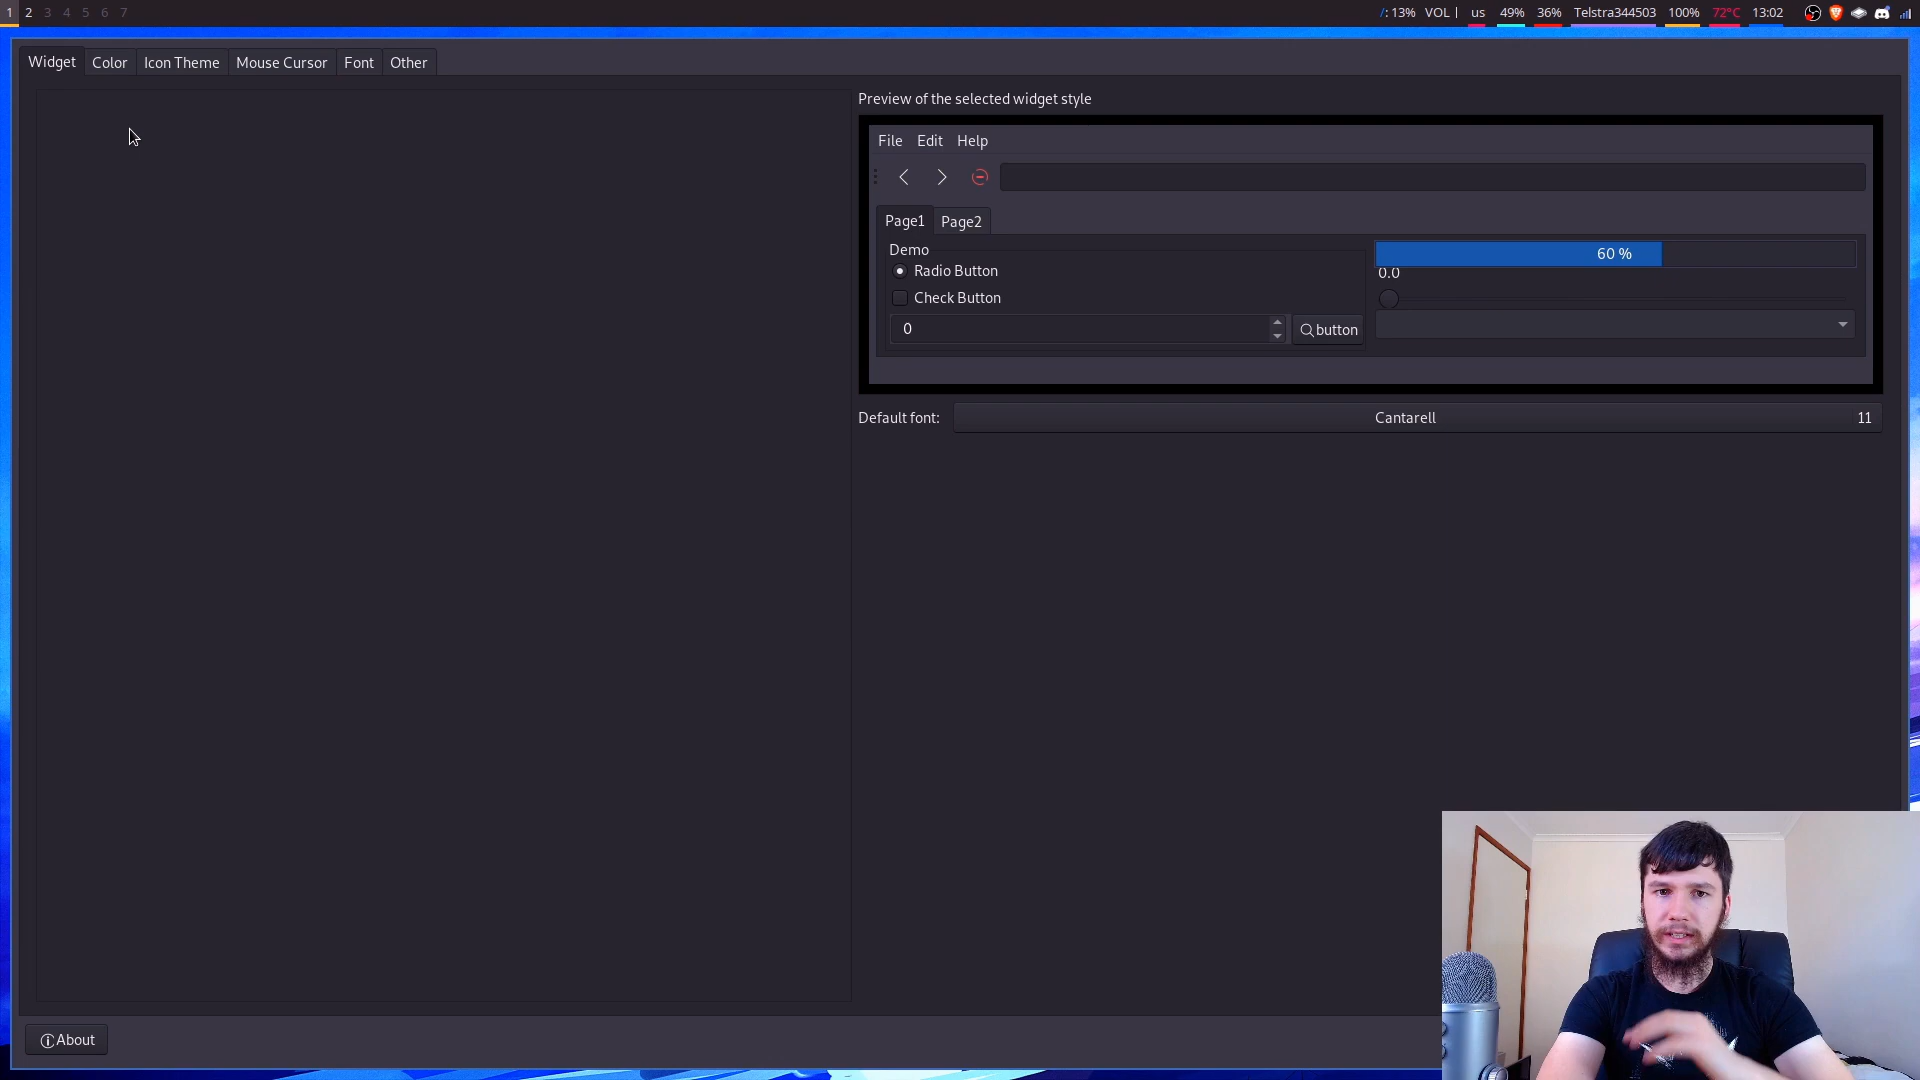 1 2 3 4 5 6 7
/: 13% VOL | us 49% 36% Telstra344503 100% 72°C 13:02
Widget Color Icon Theme Mouse Cursor Font Other
Preview of the selected widget style
File Edit Help
Page1 Page2
Demo
60 %
Radio Button
0.0
Check Button
0
button
Default font: Cantarell 11
About